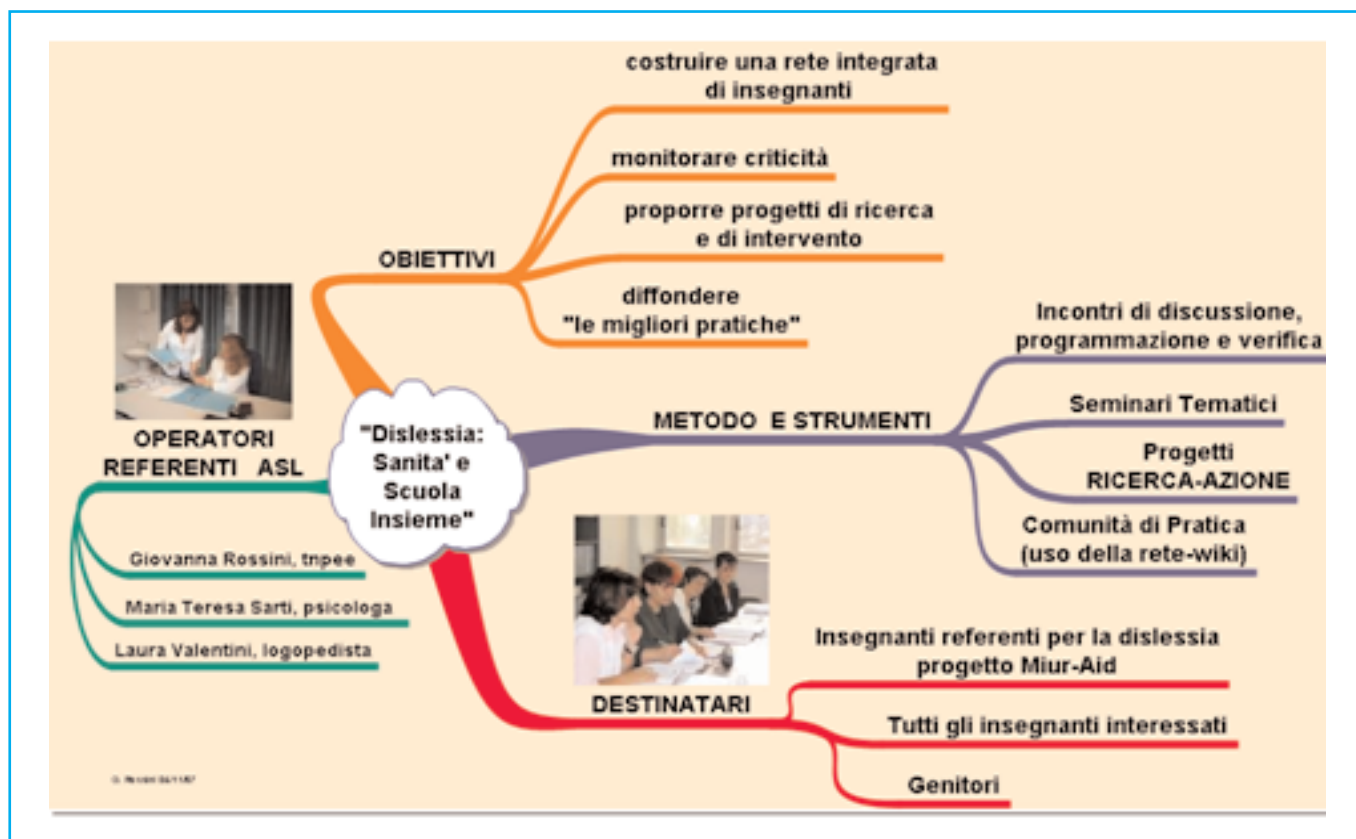 costruire una rete integrata
di insegnanti
monitorare criticità
proporre progetti di ricerca
e di intervento
OBIETTIVI
diffondere
"le migliori pratiche"
Incontri di discussione,
programmazione e verifica
METODO E STRUMENTI
Seminari Tematici
Progetti
RICERCA-AZIONE
Comunità di Pratica
(uso della rete-wiki)
"Dislessia:
Sanita' e
Scuola
Insieme"
OPERATORI
REFERENTI ASL
Giovanna Rossini, tnpee
Maria Teresa Sarti, psicologa
Laura Valentini, logopedista
DESTINATARI
Insegnanti referenti per la dislessia
progetto Miur-Aid
Tutti gli insegnanti interessati
Genitori